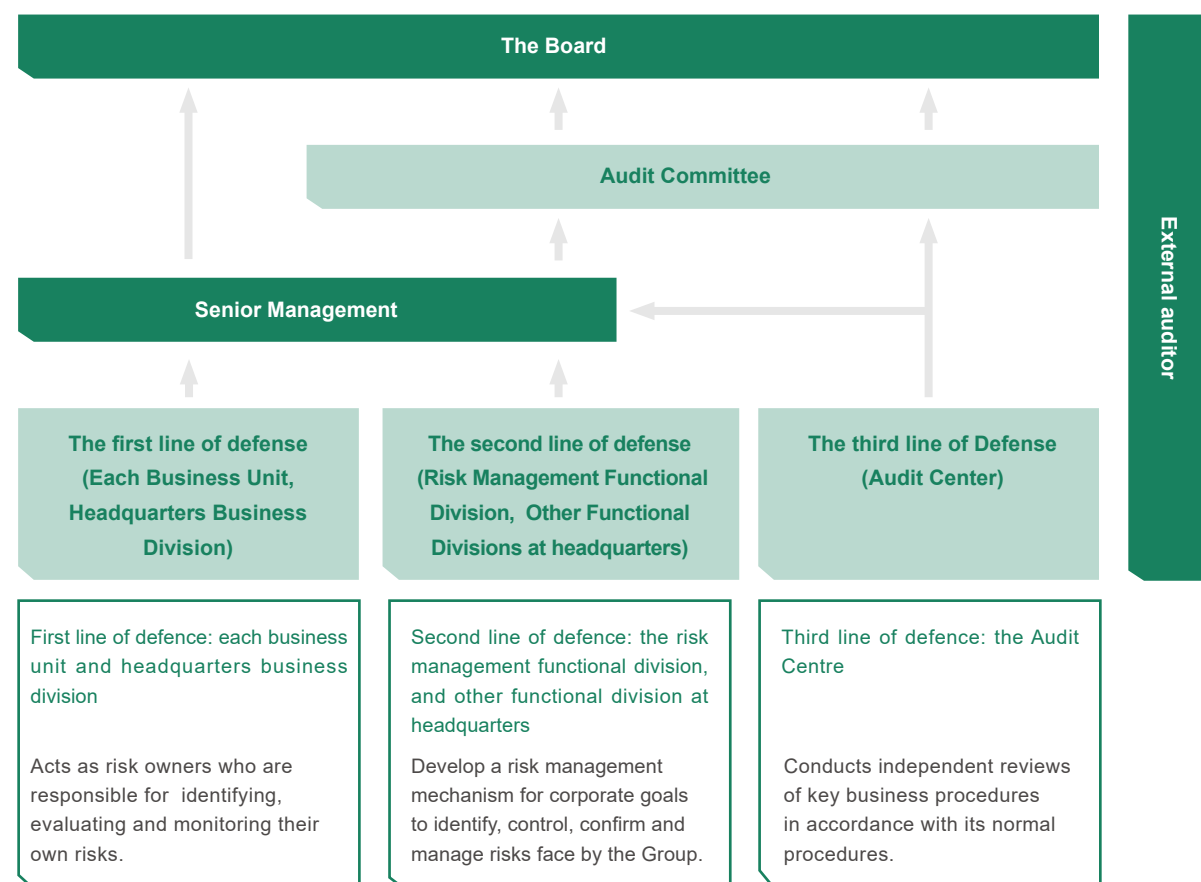 The Board
Audit Committee
Senior Management
External auditor
The first line of defense
(Each Business Unit,
Headquarters Business
Division)
The second line of defense
(Risk Management Functional
Division, Other Functional
Divisions at headquarters)
The third line of Defense
(Audit Center)
First line of defence: each business
unit and headquarters business
division
Acts as risk owners who are
responsible for identifying,
evaluating and monitoring their
own risks.
Second line of defence: the risk
management functional division,
and other functional division at
headquarters
Develop a risk management
mechanism for corporate goals
to identify, control, confirm and
manage risks face by the Group.
Third line of defence: the Audit
Centre
Conducts independent reviews
of key business procedures
in accordance with its normal
procedures.